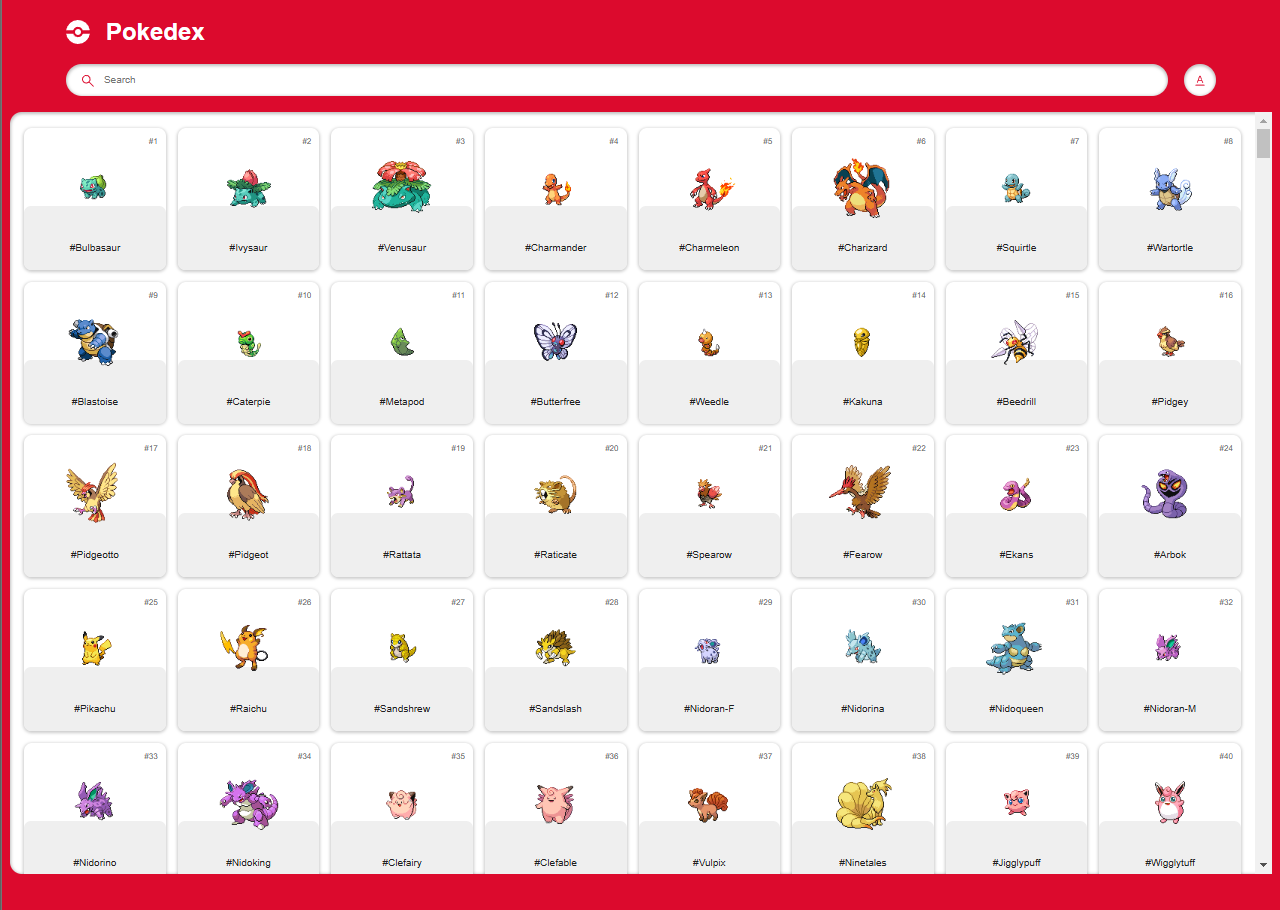 Pokedex
Search
A
#1 #2 #3 #4 #5 #6 #7 #8
#Bulbasaur #Ivysaur #Venusaur #Charmander #Charmeleon #Charizard #Squirtle #Wartortle
#9 #10 #11 #12 #13 #14 #15 #16
#Blastoise #Caterpie #Metapod #Butterfree #Weedle #Kakuna #Beedrill #Pidgey
#17 #18 #19 #20 #21 #22 #23 #24
#Pidgeotto #Pidgeot #Rattata #Raticate #Spearow #Fearow #Ekans #Arbok
#25 #26 #27 #28 #29 #30 #31 #32
#Pikachu #Raichu #Sandshrew #Sandslash #Nidoran-F #Nidorina #Nidoqueen #Nidoran-M
#33 #34 #35 #36 #37 #38 #39 #40
#Nidorino #Nidoking #Clefairy #Clefable #Vulpix #Ninetales #Jigglypuff #Wigglytuff